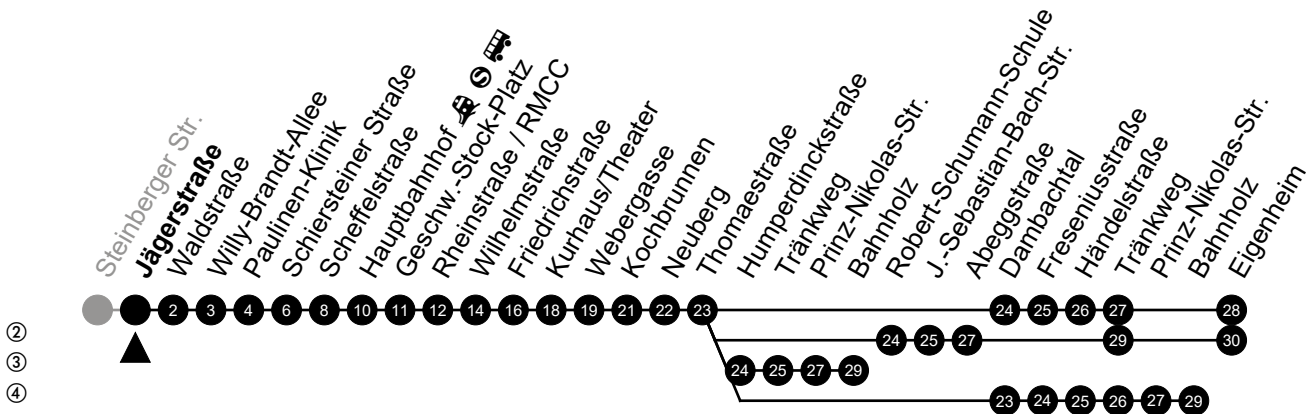 Steinberger Str.
Jägerstraße
Waldstraße
Willy-Brandt-Allee
Paulinen-Klinik
Schiersteiner Straße
Scheffelstraße
Hauptbahnhof S
Geschw.-Stock-Platz
Rheinstraße / RMCC
Wilhelmstraße
Friedrichstraße
Kurhaus/Theater
Webergasse
Kochbrunnen
Neuberg
Thomaestraße
Humperdinckstraße
Tränkweg
Prinz-Nikolas-Str.
Bahnholz
Robert-Schumann-Schule
J.-Sebastian-Bach-Str.
Abeggstraße
Dambachtal
Freseniusstraße
Händelstraße
Tränkweg
Prinz-Nikolas-Str.
Bahnholz
Eigenheim
2 3 4 6 8 10 11 12 14 16 18 19 21 22 23 24 25 26 27 28
② 24 25 27 29 30
③ 24 25 27 29
④ 23 24 25 26 27 29